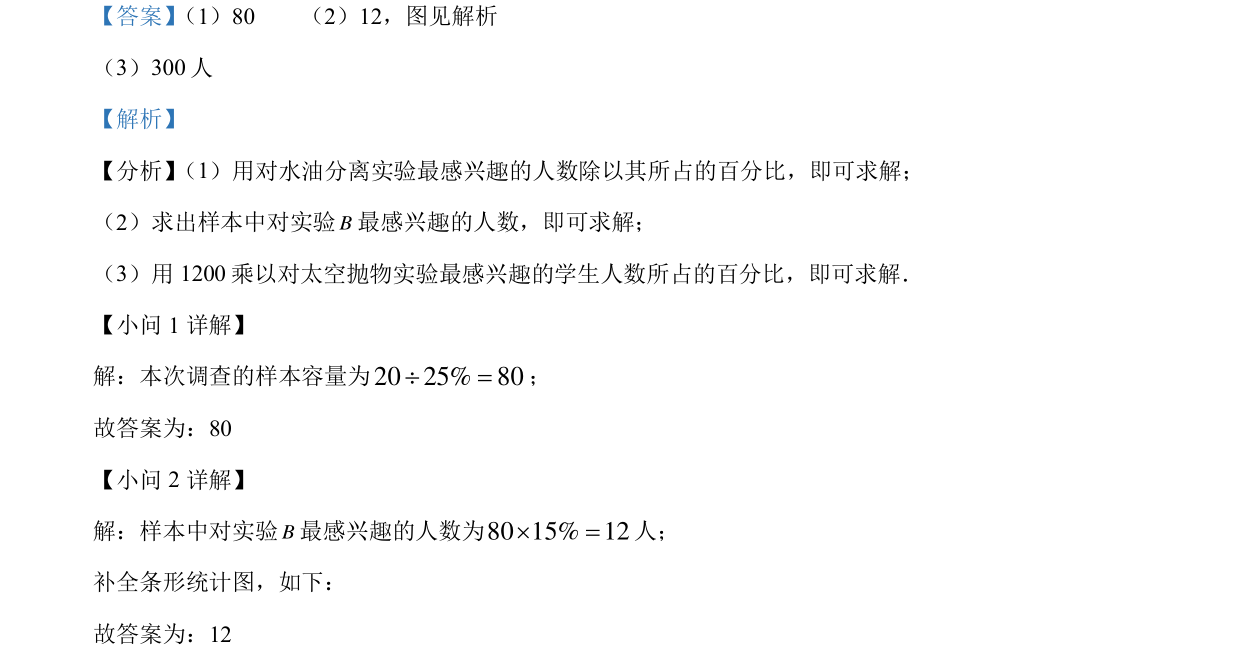 【答案】（1）80 （2）12，图见解析
（3）300 人
【解析】
【分析】（1）用对水油分离实验最感兴趣的人数除以其所占的百分比，即可求解；
（2）求出样本中对实验 B 最感兴趣的人数，即可求解；
（3）用 1200 乘以对太空抛物实验最感兴趣的学生人数所占的百分比，即可求解．
【小问 1 详解】
解：本次调查的样本容量为 20÷25% = 80；
故答案为：80
【小问 2 详解】
解：样本中对实验 B 最感兴趣的人数为 80×15% = 12 人；
补全条形统计图，如下：
故答案为：12